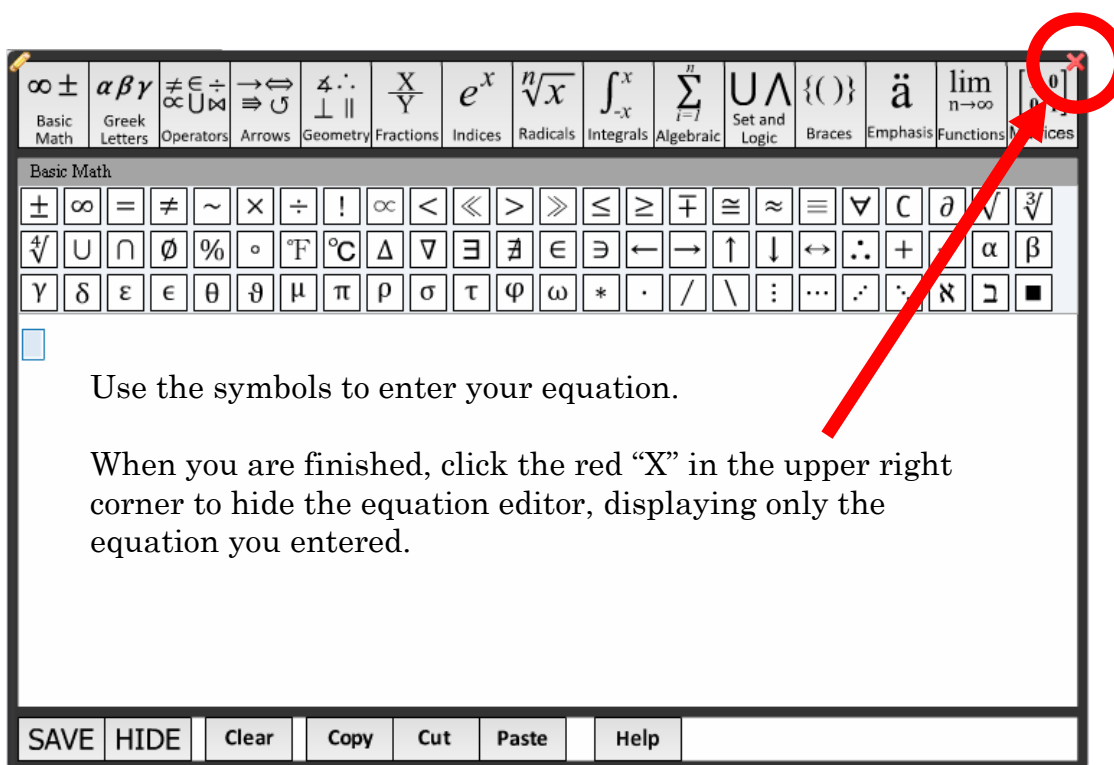 ∞ ± α β γ ≠ ∈ ÷ ∝ ⋃ ⋈ ~ → ⇔ ⇛ ↺ ∡ ∴ ⊥ ∥ X/Y eˣ ⁿ√x ∫ x -x n ∑ i=1 ⋃ ⋀ {( )} ä lim n→∞
Basic Math Greek Letters Operators Arrows Geometry Fractions Indices Radicals Integrals Algebraic Set and Logic Braces Emphasis Functions
Basic Math
± ∞ = ≠ ~ × ÷ ! ∝ < ≪ > ≫ ≤ ≥ ∓ ≅ ≈ ≡ ∀ ∁ ∂ √ ∛
∜ ∪ ∩ Ø % ° °F °C Δ ∇ ∃ ∄ ∈ ∋ ← → ↑ ↓ ↔ ∴ + α β
γ δ ε ϵ θ ϑ μ π ρ σ τ φ ω * · / \ ⋮ ⋯ ⋰ ⋱ ℵ ℶ ■
Use the symbols to enter your equation.
When you are finished, click the red “X” in the upper right
corner to hide the equation editor, displaying only the
equation you entered.
SAVE HIDE Clear Copy Cut Paste Help